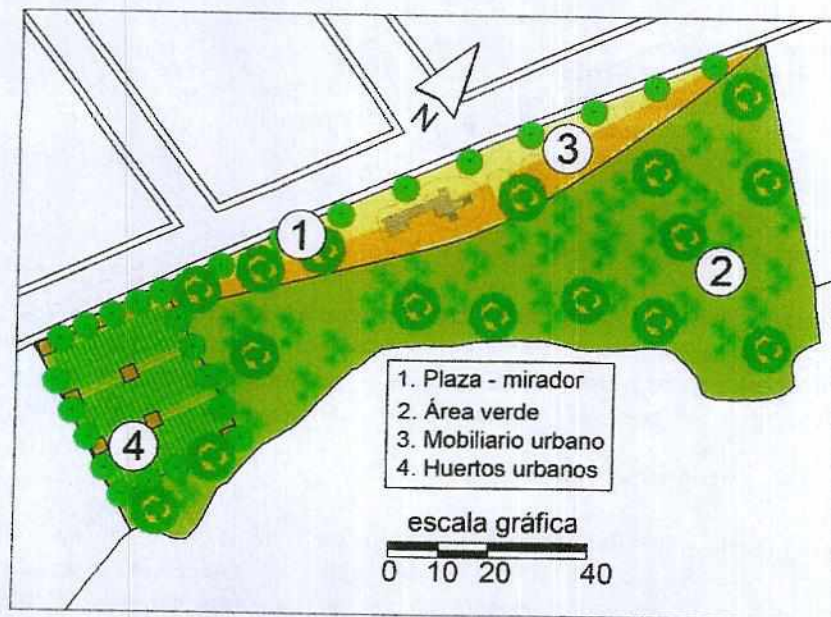 N
3
1
2
4
1. Plaza - mirador
2. Área verde
3. Mobiliario urbano
4. Huertos urbanos
escala gráfica
0 10 20 40